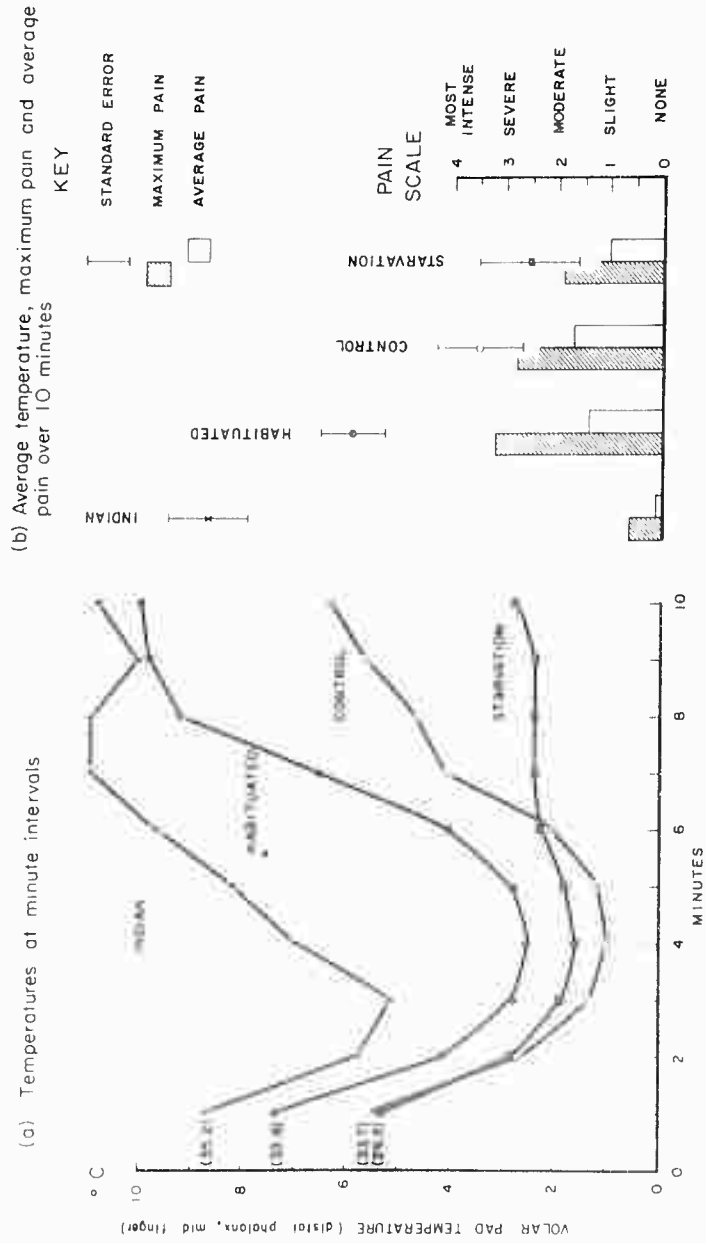 (a) Temperatures at minute intervals
°C
VOLAR PAD TEMPERATURE (distal phalanx, mid finger)
10
8
6
4
2
0
INDIAN
HABITUATED
CONTROL
STARVATION
0
2
4
6
8
10
MINUTES
(b) Average temperature, maximum pain and average
pain over 10 minutes
KEY
STANDARD ERROR
MAXIMUM PAIN
AVERAGE PAIN
INDIAN
HABITUATED
CONTROL
STARVATION
PAIN
SCALE
4 MOST
INTENSE
3 SEVERE
2 MODERATE
1 SLIGHT
0 NONE